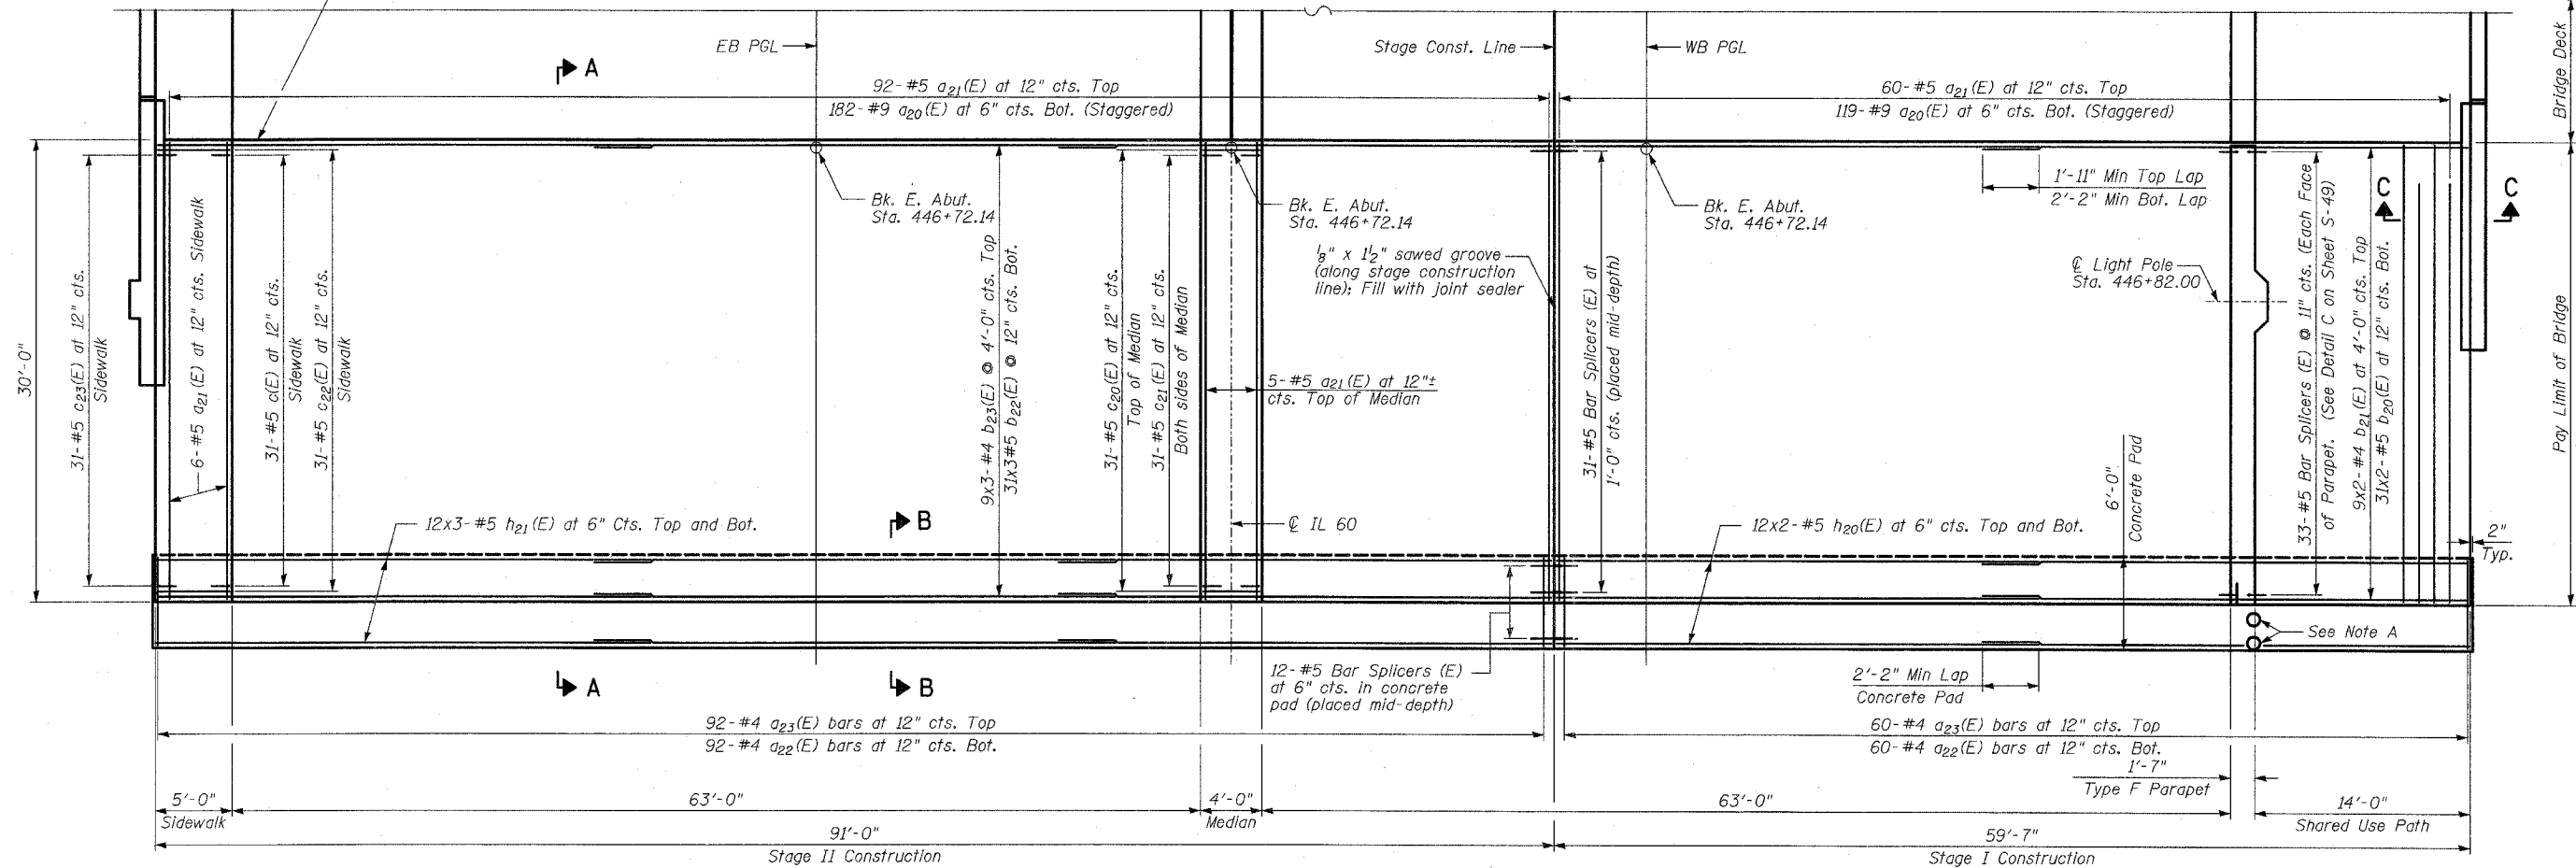 EB PGL
Stage Const. Line
WB PGL
Bridge Deck
A
92-#5 a21(E) at 12" cts. Top
182-#9 a20(E) at 6" cts. Bot. (Staggered)
60-#5 a21(E) at 12" cts. Top
119-#9 a20(E) at 6" cts. Bot. (Staggered)
Bk. E. Abut.
Sta. 446+72.14
Bk. E. Abut.
Sta. 446+72.14
Bk. E. Abut.
Sta. 446+72.14
1'-11" Min Top Lap
2'-2" Min Bot. Lap
C
C
1/8" x 1 1/2" sawed groove
(along stage construction
line); Fill with joint sealer
℄ Light Pole
Sta. 446+82.00
30'-0"
31-#5 c23(E) at 12" cts.
Sidewalk
6-#5 a21(E) at 12" cts. Sidewalk
31-#5 c(E) at 12" cts.
Sidewalk
31-#5 c22(E) at 12" cts.
Sidewalk
9x3-#4 b23(E) @ 4'-0" cts. Top
31x3#5 b22(E) @ 12" cts. Bot.
31-#5 c20(E) at 12" cts.
Top of Median
31-#5 c21(E) at 12" cts.
Both sides of Median
5-#5 a21(E) at 12"±
cts. Top of Median
31-#5 Bar Splicers (E) at
1'-0" cts. (placed mid-depth)
33-#5 Bar Splicers (E) @ 11" cts. (Each Face
of Parapet. (See Detail C on Sheet S-49)
9x2-#4 b21(E) at 4'-0" cts. Top
31x2-#5 b20(E) at 12" cts. Bot.
Pay Limit of Bridge
6'-0"
Concrete Pad
12x3-#5 h21(E) at 6" Cts. Top and Bot.
B
℄ IL 60
12x2-#5 h20(E) at 6" cts. Top and Bot.
2"
Typ.
See Note A
A
B
12-#5 Bar Splicers (E)
at 6" cts. in concrete
pad (placed mid-depth)
2'-2" Min Lap
Concrete Pad
92-#4 a23(E) bars at 12" cts. Top
92-#4 a22(E) bars at 12" cts. Bot.
60-#4 a23(E) bars at 12" cts. Top
60-#4 a22(E) bars at 12" cts. Bot.
1'-7"
Type F Parapet
5'-0"
Sidewalk
63'-0"
4'-0"
Median
63'-0"
14'-0"
Shared Use Path
91'-0"
Stage II Construction
59'-7"
Stage I Construction